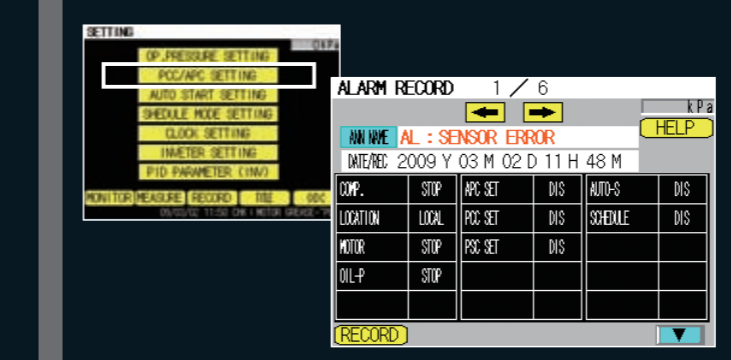 SETTING
OP.PRESSURE SETTING
PCC/APC SETTING
AUTO START SETTING
SHEDULE MODE SETTING
CLOCK SETTING
INVETER SETTING
PID PARAMETER (INV)
MONITOR MEASURE RECORD TITLE
ALARM RECORD 1 / 6
kPa
HELP
ANN NAME AL : SENSOR ERROR
DATE/REC 2009 Y 03 M 02 D 11 H 48 M
COMP. STOP APC SET DIS AUTO-S DIS
LOCATION LOCAL PCC SET DIS SCHEDULE DIS
MOTOR STOP PSC SET DIS
OIL-P STOP
RECORD